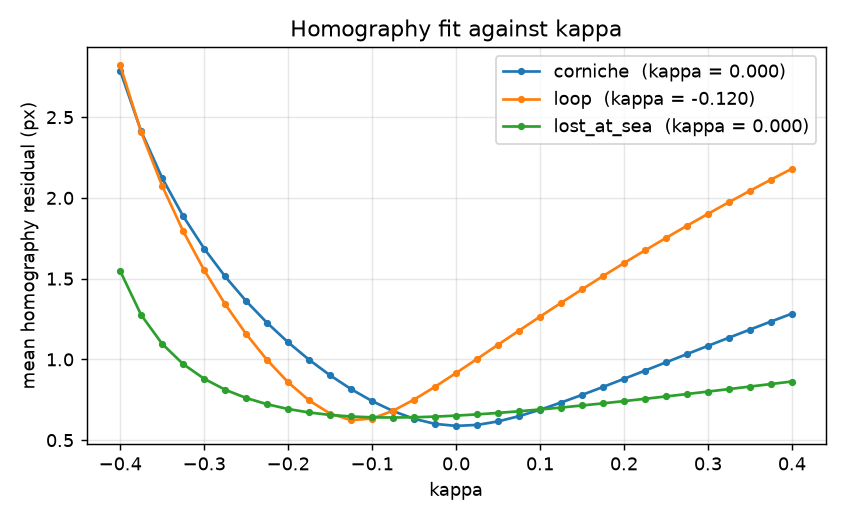 Homography fit against kappa
mean homography residual (px)
2.5
2.0
1.5
1.0
0.5
corniche (kappa = 0.000)
loop (kappa = -0.120)
lost_at_sea (kappa = 0.000)
−0.4 −0.3 −0.2 −0.1 0.0 0.1 0.2 0.3 0.4
kappa